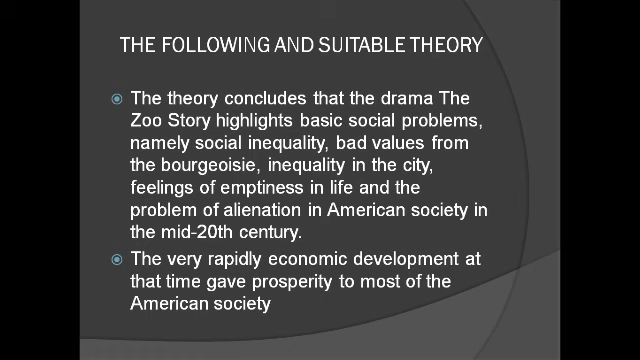 THE FOLLOWING AND SUITABLE THEORY
The theory concludes that the drama The
Zoo Story highlights basic social problems,
namely social inequality, bad values from
the bourgeoisie, inequality in the city,
feelings of emptiness in life and the
problem of alienation in American society in
the mid-20th century.
The very rapidly economic development at
that time gave prosperity to most of the
American society